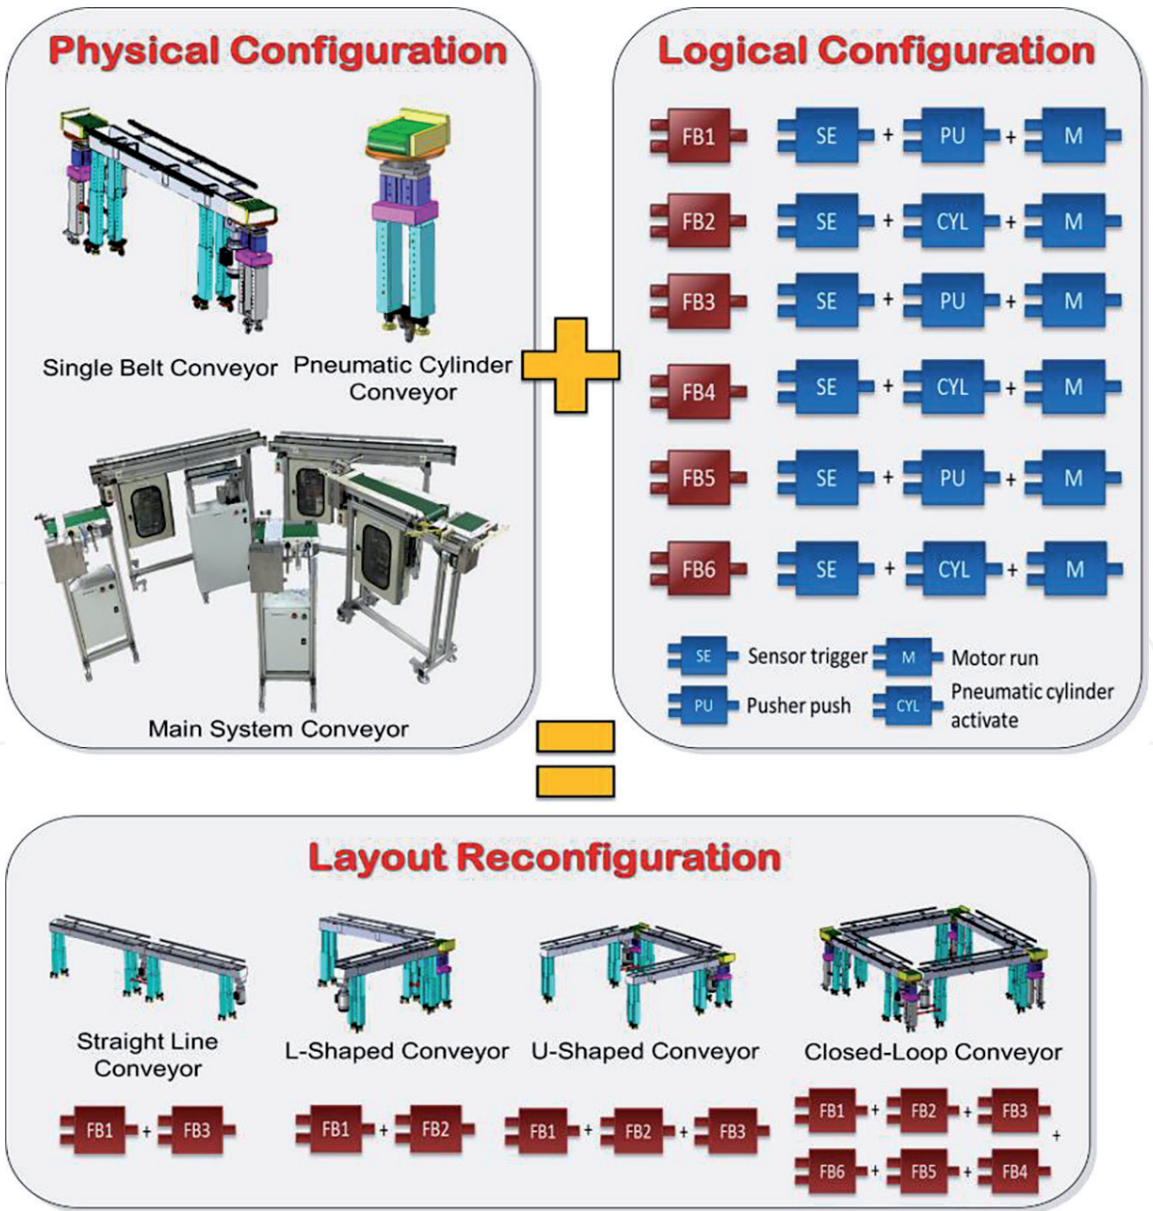 Physical Configuration
Single Belt Conveyor
Pneumatic Cylinder
Conveyor
Main System Conveyor
Logical Configuration
FB1 SE + PU + M
FB2 SE + CYL + M
FB3 SE + PU + M
FB4 SE + CYL + M
FB5 SE + PU + M
FB6 SE + CYL + M
SE Sensor trigger M Motor run
PU Pusher push CYL Pneumatic cylinder
activate
Layout Reconfiguration
Straight Line
Conveyor
FB1 + FB3
L-Shaped Conveyor
FB1 + FB2
U-Shaped Conveyor
FB1 + FB2 + FB3
Closed-Loop Conveyor
FB1 + FB2 + FB3 +
FB6 + FB5 + FB4